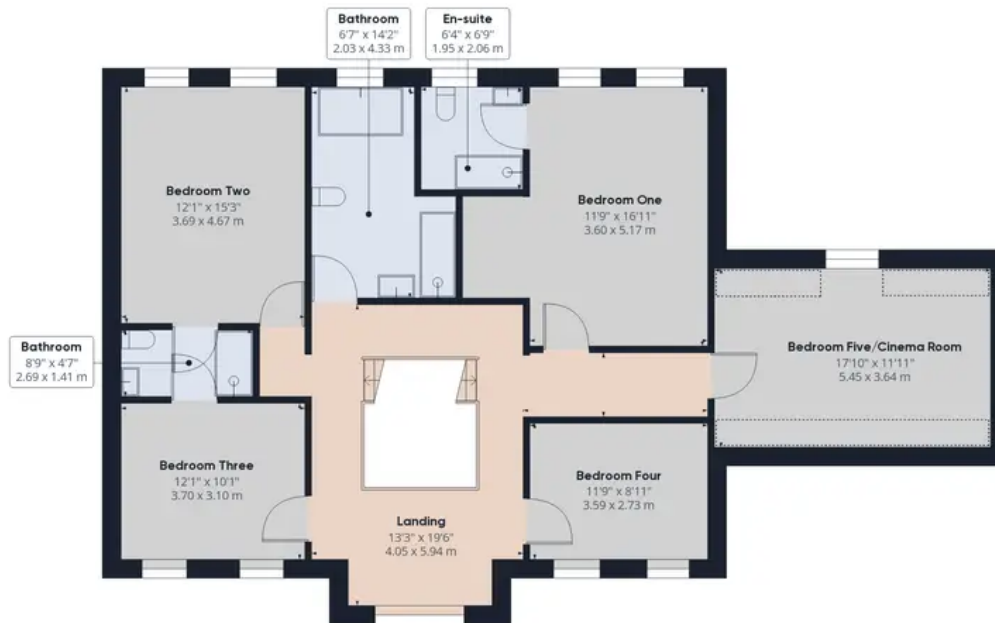 Bathroom
6'7" x 14'2"
2.03 x 4.33 m
En-suite
6'4" x 6'9"
1.95 x 2.06 m
Bedroom Two
12'1" x 15'3"
3.69 x 4.67 m
Bedroom One
11'9" x 16'11"
3.60 x 5.17 m
Bathroom
8'9" x 4'7"
2.69 x 1.41 m
Bedroom Five/Cinema Room
17'10" x 11'11"
5.45 x 3.64 m
Bedroom Three
12'1" x 10'1"
3.70 x 3.10 m
Bedroom Four
11'9" x 8'11"
3.59 x 2.73 m
Landing
13'3" x 19'6"
4.05 x 5.94 m